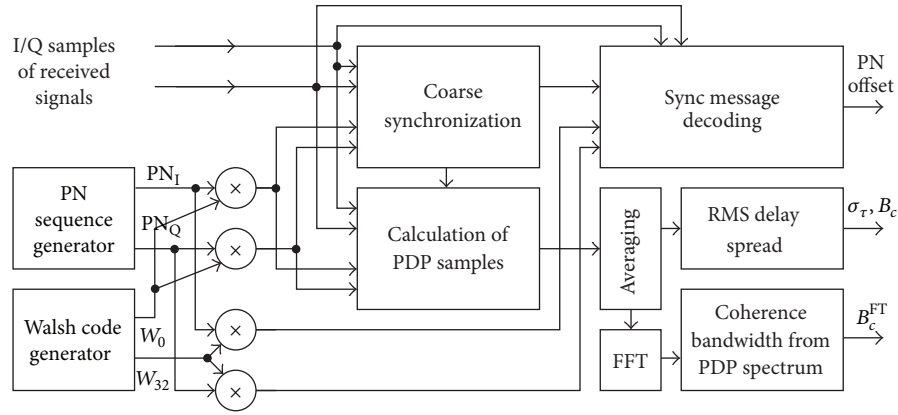 I/Q samples
of received
signals
Coarse
synchronization
Sync message
decoding
PN
offset
PN
sequence
generator
PN_I
PN_Q
×
×
Calculation of
PDP samples
Averaging
RMS delay
spread
σ_τ, B_c
Walsh code
generator
W_0
W_32
×
×
FFT
Coherence
bandwidth from
PDP spectrum
B_c^FT